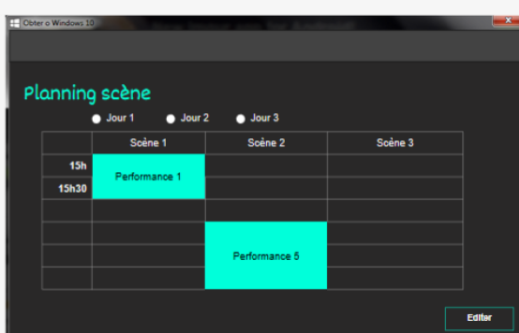 Obter o Windows 10
Planning scène
Jour 1 Jour 2 Jour 3
Scène 1 Scène 2 Scène 3
15h
Performance 1
15h30
Performance 5
Editer